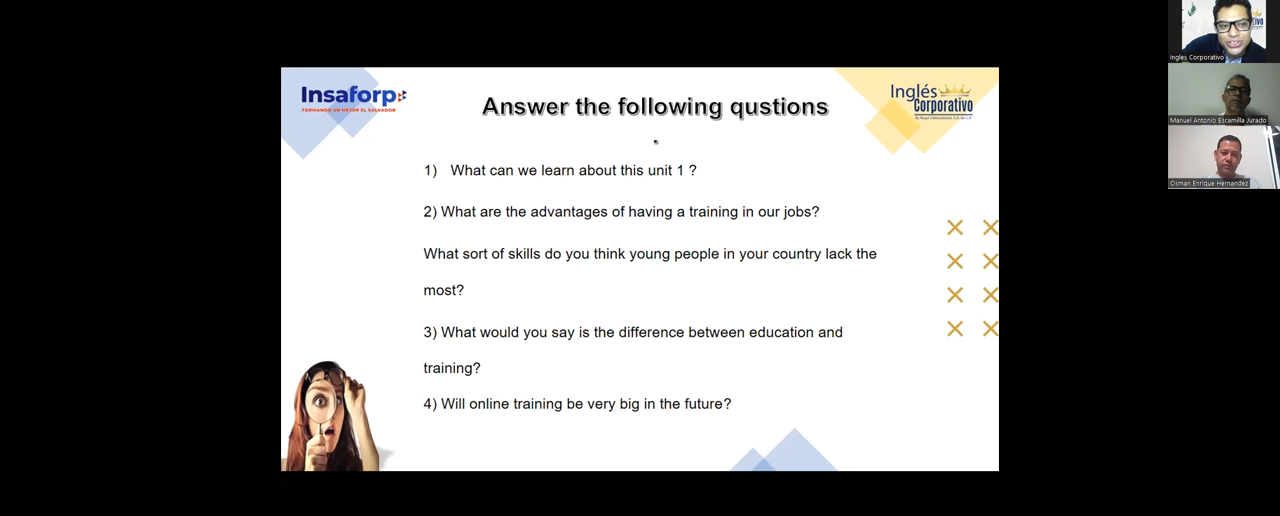 Insaforp
FORMANDO UN MEJOR EL SALVADOR
Answer the following qustions
Inglés
Corporativo
By Regal International, S.A. de C.V.
1) What can we learn about this unit 1 ?
2) What are the advantages of having a training in our jobs?
What sort of skills do you think young people in your country lack the
most?
3) What would you say is the difference between education and
training?
4) Will online training be very big in the future?
Ingles Corporativo
Manuel Antonio Escamilla Jurado
Osman Enrique Hernandez